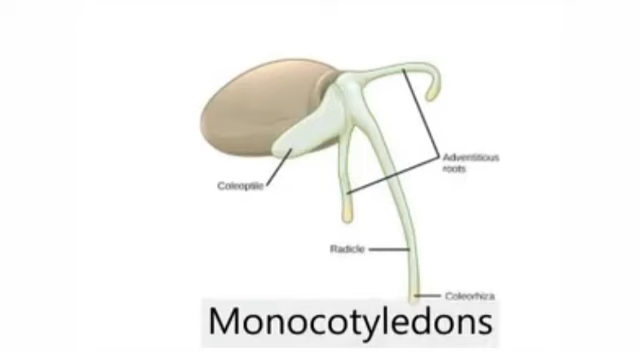 Adventitious
roots
Coleoptile
Radicle
Coleorhiza
Monocotyledons